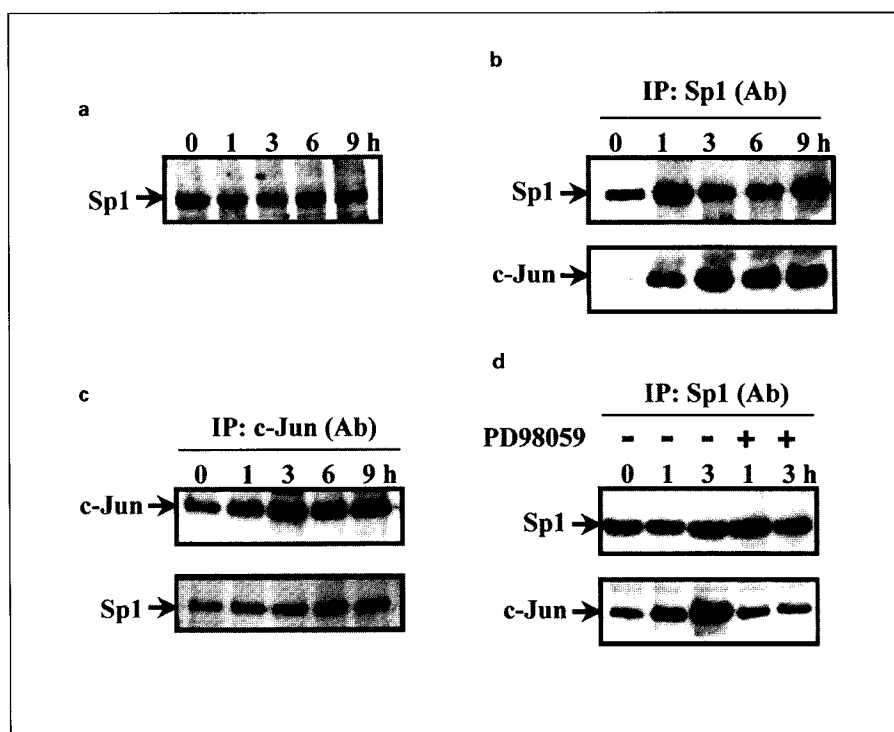 a
0 1 3 6 9 h
Sp1
b
IP: Sp1 (Ab)
0 1 3 6 9 h
Sp1
c-Jun
c
IP: c-Jun (Ab)
0 1 3 6 9 h
c-Jun
Sp1
d
IP: Sp1 (Ab)
PD98059 - - - + +
0 1 3 1 3 h
Sp1
c-Jun